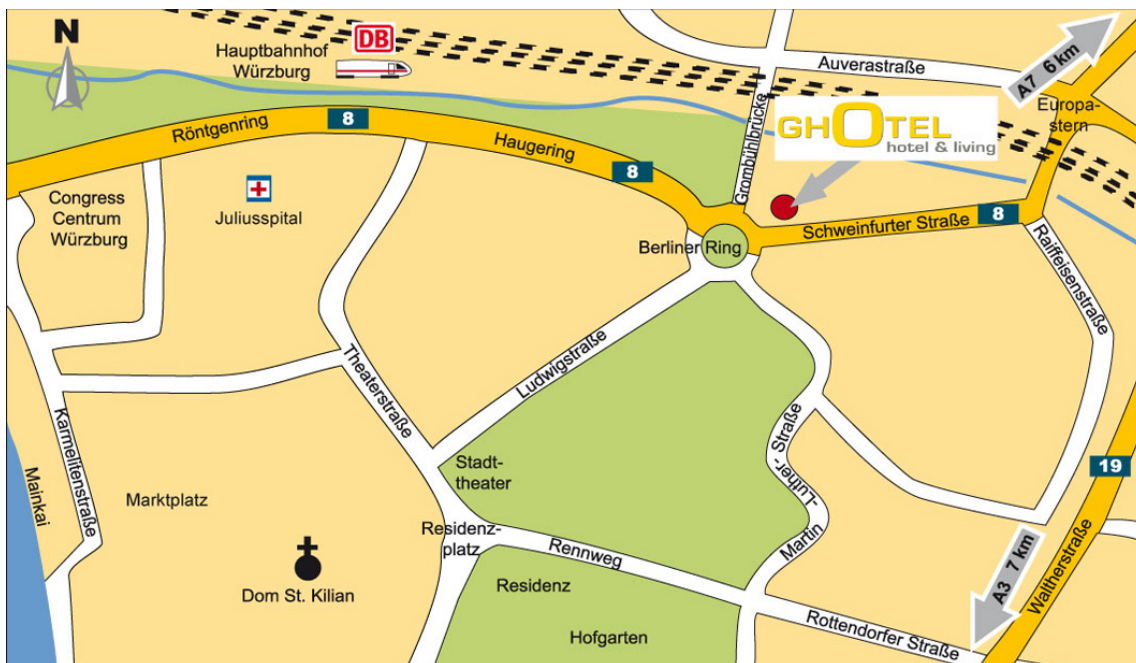 N
Hauptbahnhof
Würzburg
DB
Auverastraße
A7 6 km
Europa-
stern
GHOTEL
hotel & living
Grombühlbrücke
Röntgenring
8
Haugering
8
Congress
Centrum
Würzburg
Juliusspital
Berliner Ring
Schweinfurter Straße
8
Raiffeisenstraße
Ludwigstraße
Theaterstraße
Karmelitenstraße
Mainkai
Marktplatz
Stadt-
theater
Martin
-Luther-
Straße
19
Residenz-
platz
Rennweg
Dom St. Kilian
Residenz
Hofgarten
A3 7 km
Waltherstraße
Rottendorfer Straße